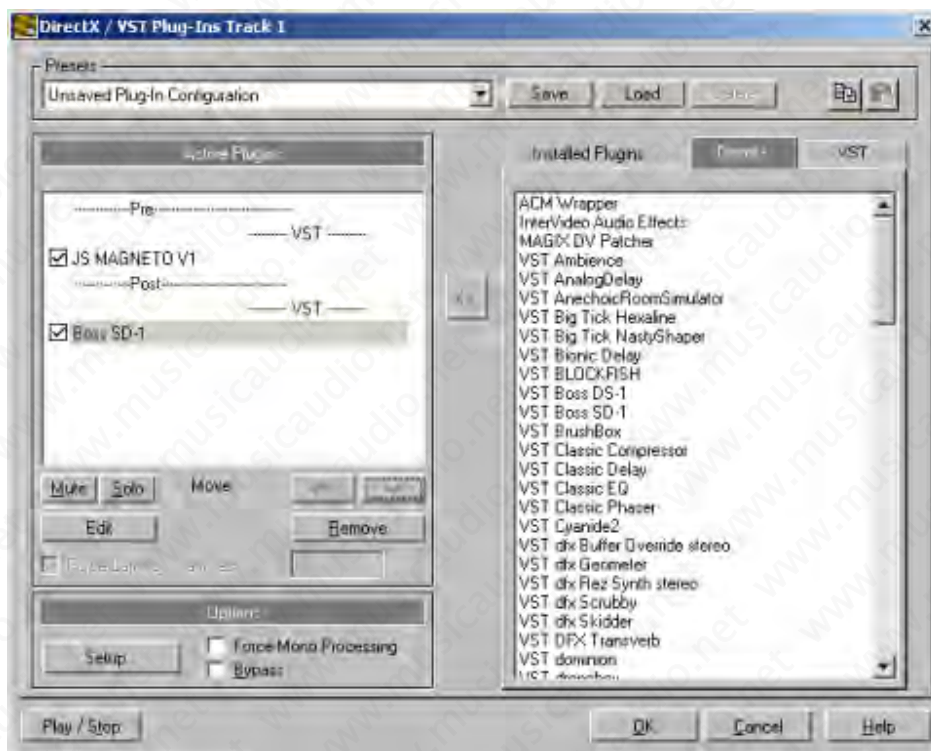 DirectX / VST Plug-Ins Track 1
Presets
Unsaved Plug-In Configuration
Save Load Delete
Active Plugins
Installed Plugins DirectX VST
----------Pre--------------------------
-------- VST --------
JS MAGNETO V1
----------Post-------------------------
-------- VST --------
Boss SD-1
<<
ACM Wrapper
InterVideo Audio Effects
MAGIX DV Patcher
VST Ambience
VST AnalogDelay
VST AnechoicRoomSimulator
VST Big Tick Hexaline
VST Big Tick NastyShaper
VST Bionic Delay
VST BLOCKFISH
VST Boss DS-1
VST Boss SD-1
VST BrushBox
VST Classic Compressor
VST Classic Delay
VST Classic EQ
VST Classic Phaser
VST Cyanide2
VST dfx Buffer Override stereo
VST dfx Geometer
VST dfx Rez Synth stereo
VST dfx Scrubby
VST dfx Skidder
VST DFX Transverb
VST dominion
Mute Solo Move
Edit Remove
Options
Setup
Force Mono Processing
Bypass
Play / Stop OK Cancel Help
www.musicaudio.net